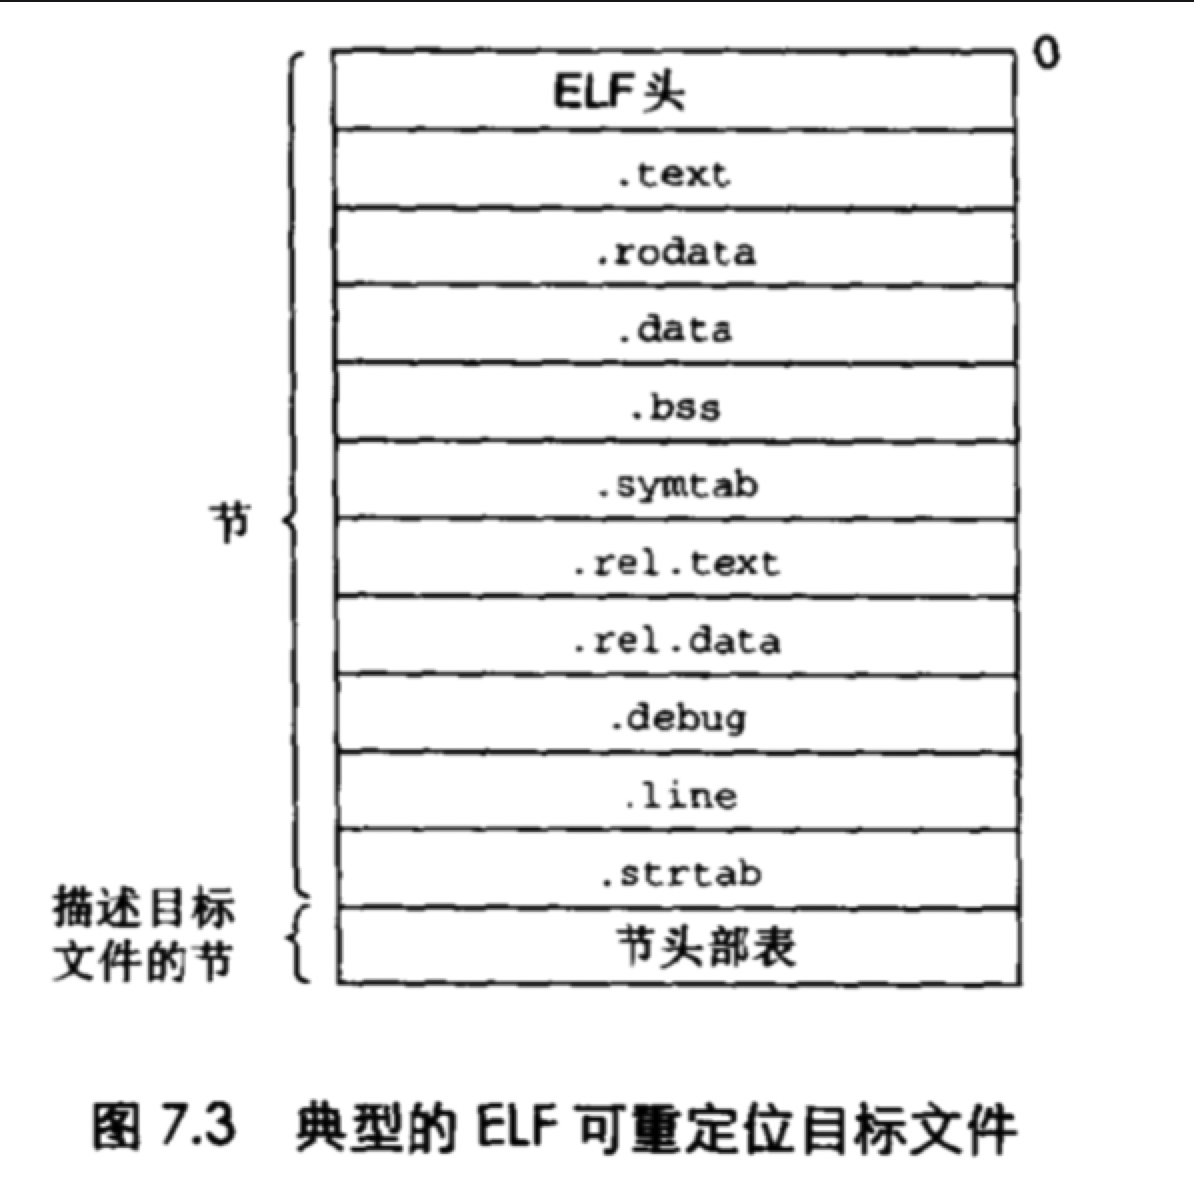 0
ELF头
.text
.rodata
.data
.bss
.symtab
节
.rel.text
.rel.data
.debug
.line
.strtab
描述目标
文件的节
节头部表
图 7.3 典型的 ELF 可重定位目标文件